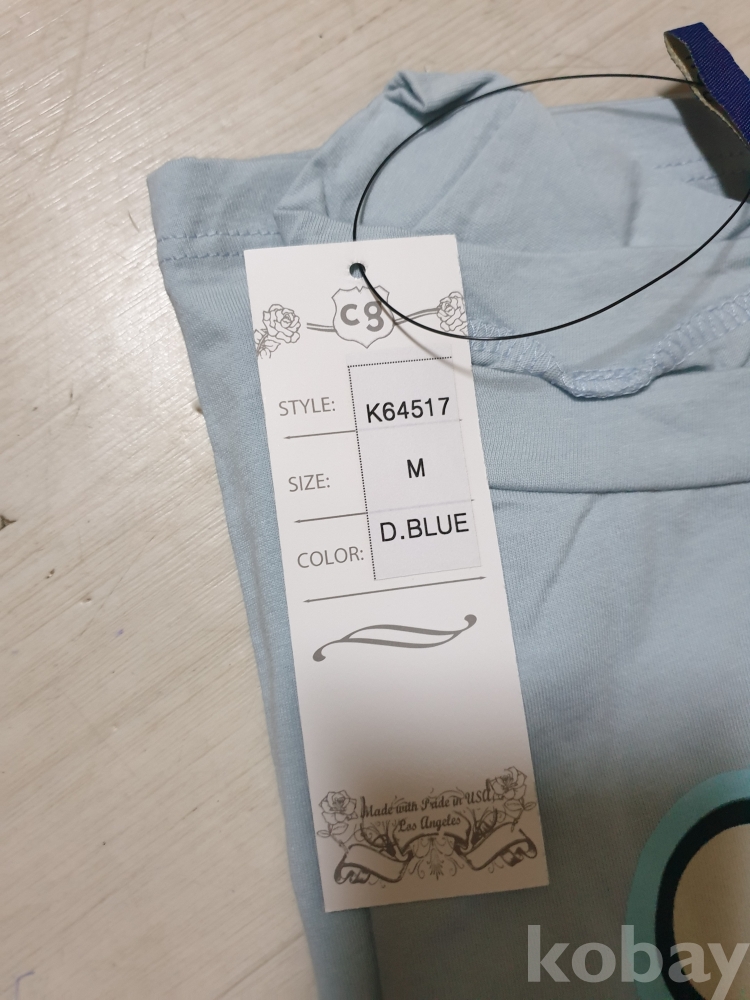 cg
STYLE: K64517
SIZE: M
COLOR: D.BLUE
Made with Pride in USA
Los Angeles
kobay